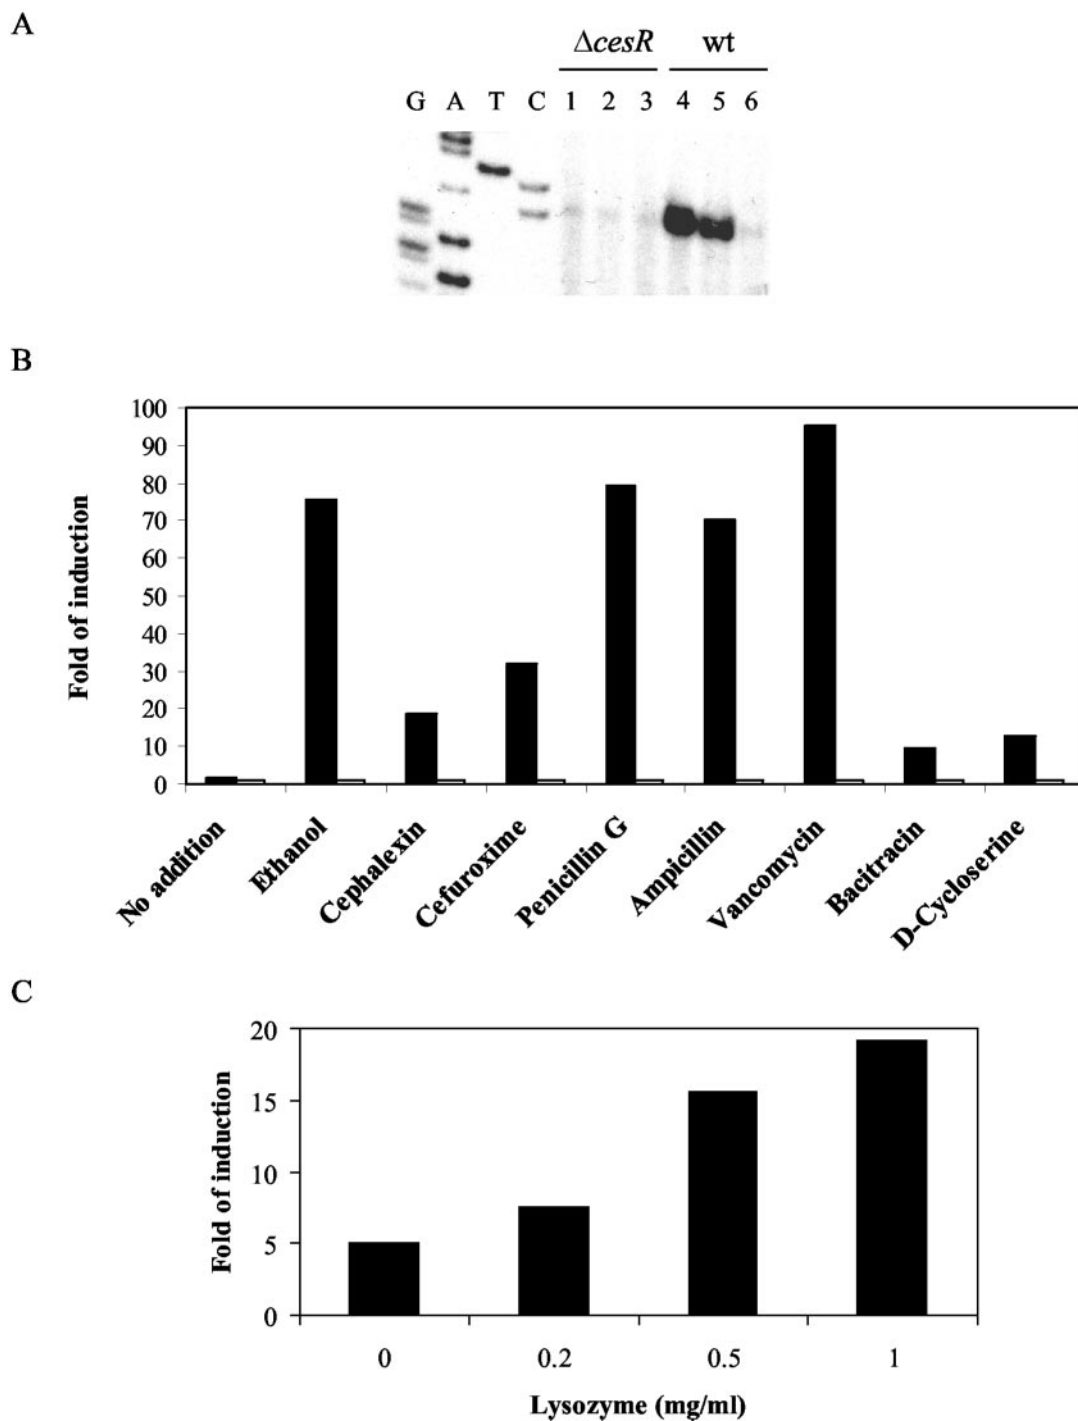 A
ΔcesR wt
G A T C 1 2 3 4 5 6
B
100
90
80
70
60
50
40
30
20
10
0
Fold of induction
No addition
Ethanol
Cephalexin
Cefuroxime
Penicillin G
Ampicillin
Vancomycin
Bacitracin
D-Cycloserine
C
20
15
10
5
0
Fold of induction
0 0.2 0.5 1
Lysozyme (mg/ml)